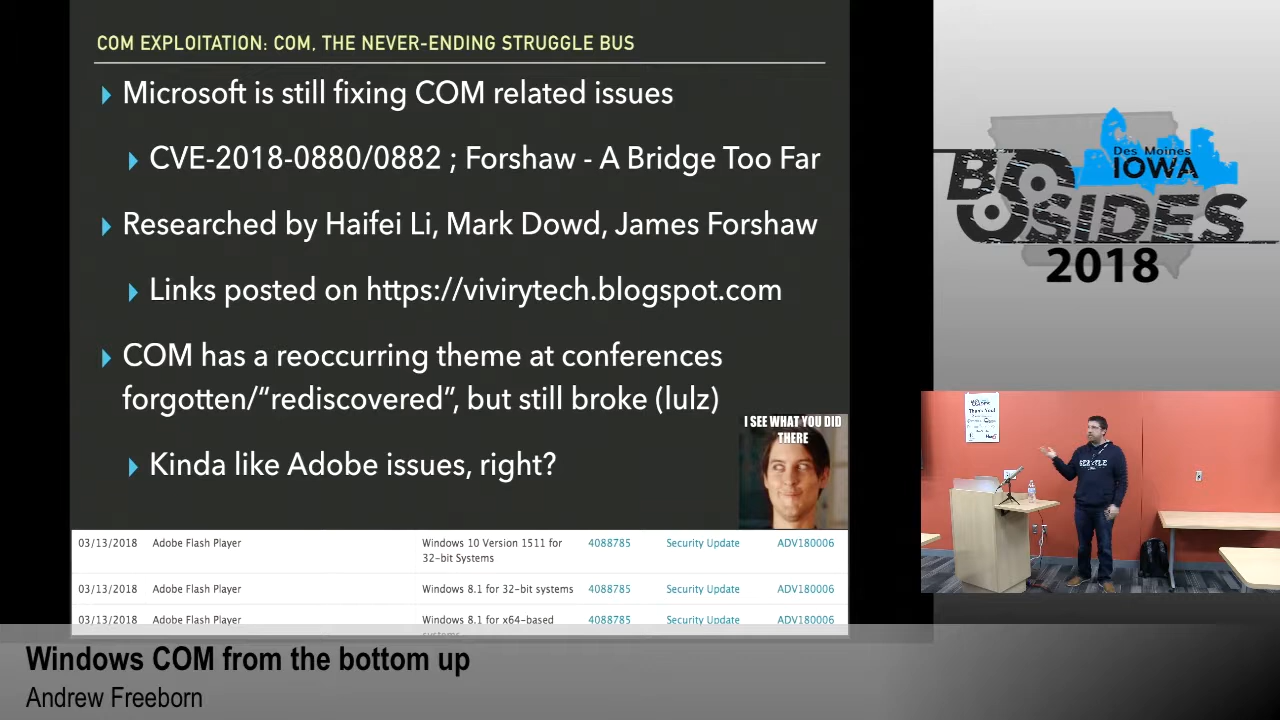 COM EXPLOITATION: COM, THE NEVER-ENDING STRUGGLE BUS
Microsoft is still fixing COM related issues
CVE-2018-0880/0882 ; Forshaw - A Bridge Too Far
Researched by Haifei Li, Mark Dowd, James Forshaw
Links posted on https://vivirytech.blogspot.com
COM has a reoccurring theme at conferences
forgotten/“rediscovered”, but still broke (lulz)
Kinda like Adobe issues, right?
I SEE WHAT YOU DID
THERE
03/13/2018 Adobe Flash Player Windows 10 Version 1511 for 4088785 Security Update ADV180006
32-bit Systems
03/13/2018 Adobe Flash Player Windows 8.1 for 32-bit systems 4088785 Security Update ADV180006
03/13/2018 Adobe Flash Player Windows 8.1 for x64-based 4088785 Security Update ADV180006
systems
Des Moines
IOWA
BSIDES
2018
Thank You!
SEATTLE
Windows COM from the bottom up
Andrew Freeborn